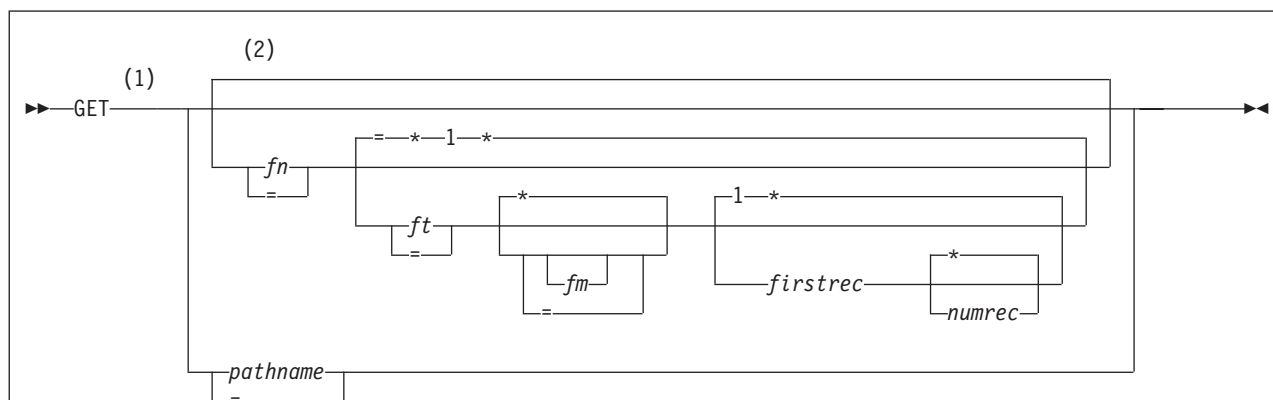 (2)
(1)
GET
= * 1 *
fn
=
* 1 *
ft
=
*
fm firstrec
= numrec
pathname
=